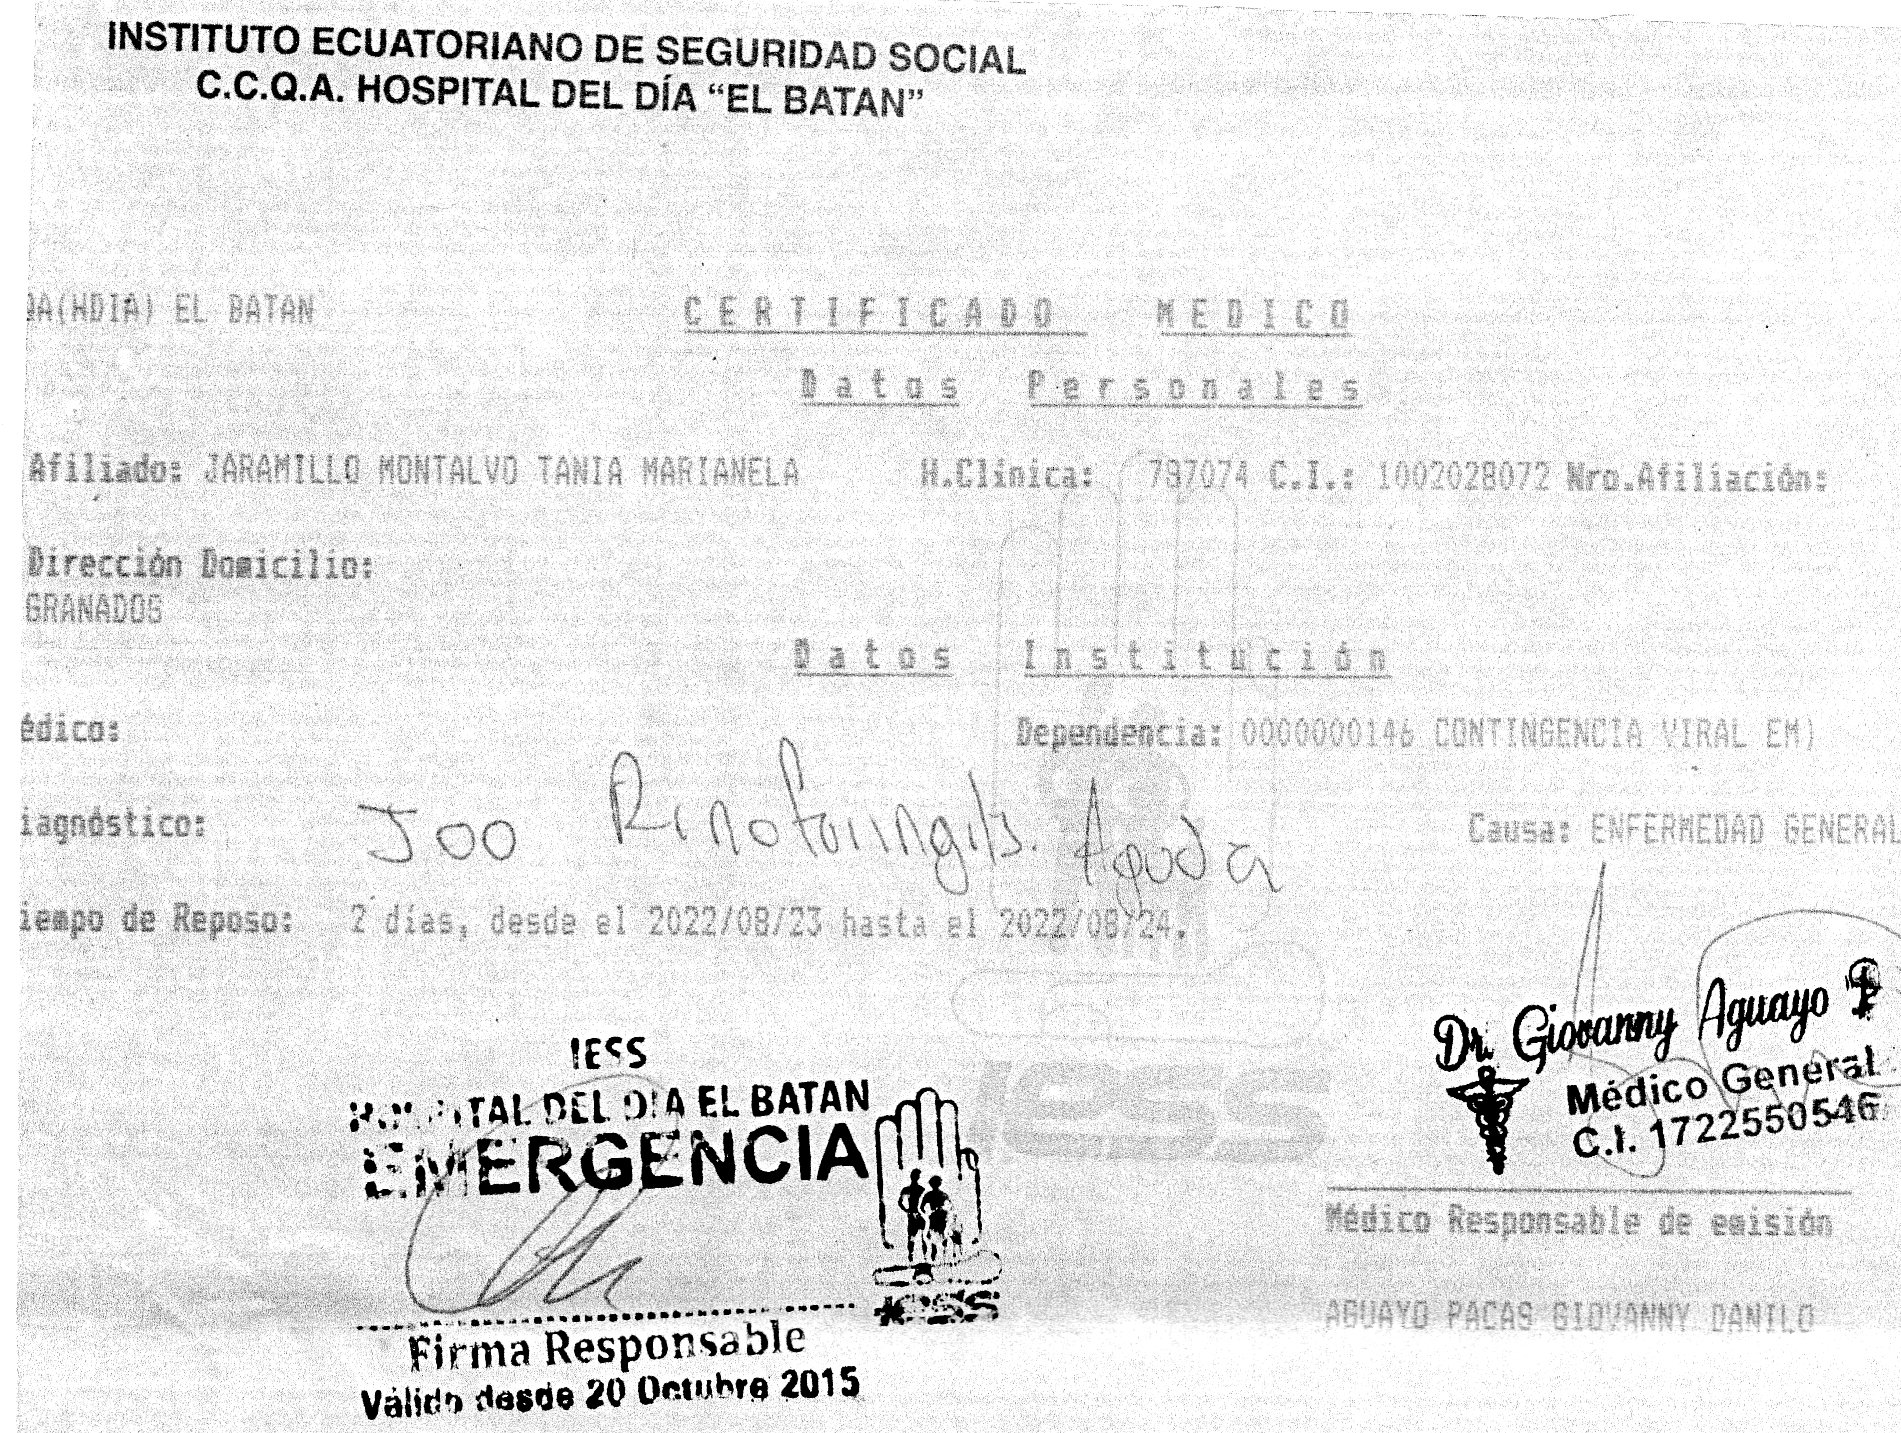 INSTITUTO ECUATORIANO DE SEGURIDAD SOCIAL
C.C.Q.A. HOSPITAL DEL DÍA “EL BATAN”
QA(HDIA) EL BATAN CERTIFICADO MEDICO
Datos Personales
Afiliado: JARAMILLO MONTALVO TANIA MARIANELA H.Clínica: 787074 C.I.: 1002028072 Nro.Afiliación:
Dirección Domicilio:
GRANADOS
Datos Institución
édico: Dependencia: 0000000146 CONTINGENCIA VIRAL EM)
iagnóstico: J00 Rinofaringitis Aguda Causa: ENFERMEDAD GENERAL
iempo de Reposo: 2 días, desde el 2022/08/23 hasta el 2022/08/24.
Dr. Giovanny Aguayo P
Médico General
C.I. 1722550546
IESS
HOSPITAL DEL DIA EL BATAN
EMERGENCIA
IESS
Firma Responsable
Válido desde 20 Octubre 2015
Médico Responsable de emisión
AGUAYO PACAS GIOVANNY DANILO